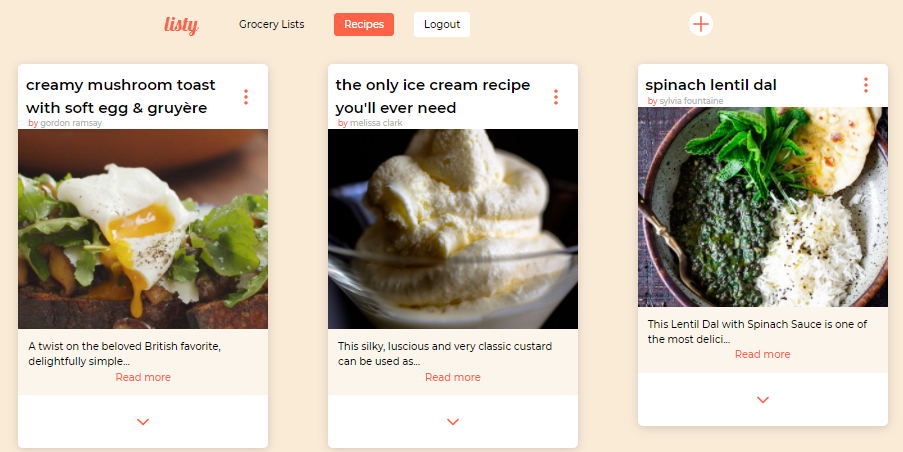 listy
Grocery Lists
Recipes
Logout
creamy mushroom toast
with soft egg & gruyère
by gordon ramsay
A twist on the beloved British favorite,
delightfully simple...
Read more
the only ice cream recipe
you'll ever need
by melissa clark
This silky, luscious and very classic custard
can be used as...
Read more
spinach lentil dal
by sylvia fountaine
This Lentil Dal with Spinach Sauce is one of
the most delici...
Read more